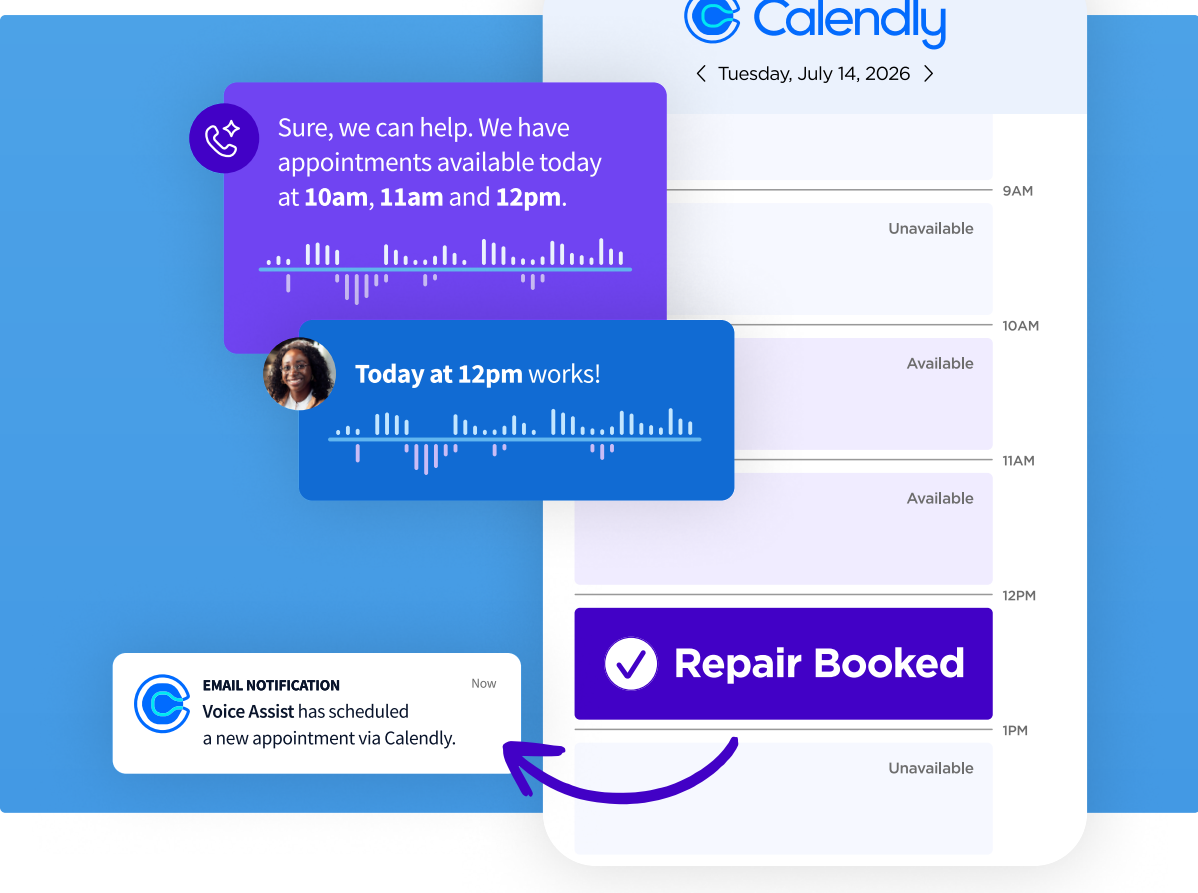 Calendly
Tuesday, July 14, 2026
Sure, we can help. We have
appointments available today
at 10am, 11am and 12pm.
Today at 12pm works!
9AM
Unavailable
10AM
Available
11AM
Available
12PM
Repair Booked
1PM
Unavailable
EMAIL NOTIFICATION
Now
Voice Assist has scheduled
a new appointment via Calendly.